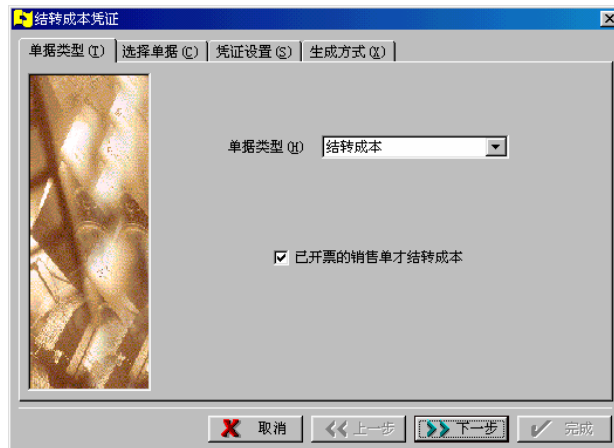 结转成本凭证
单据类型(T) 选择单据(C) 凭证设置(S) 生成方式(X)
单据类型(H) 结转成本
已开票的销售单才结转成本
取消 上一步 下一步 完成